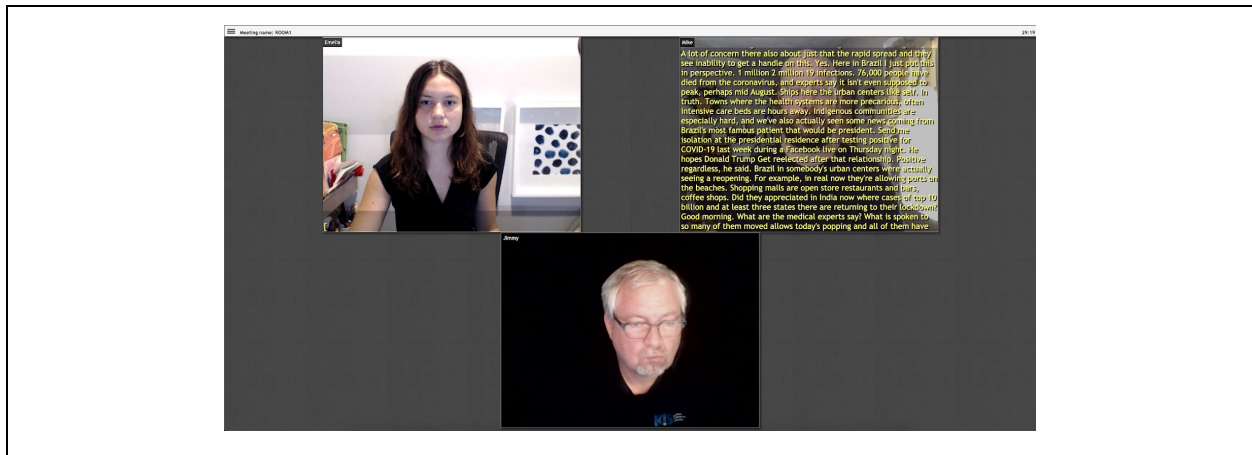 Meeting name: ROOM1
29:19
Emelia
Mike
A lot of concern there also about just that the rapid spread and they
see inability to get a handle on this. Yes. Here in Brazil I just put this
in perspective. 1 million 2 million 19 infections. 76,000 people have
died from the coronavirus, and experts say it isn't even supposed to
peak, perhaps mid August. Ships here the urban centers like self. In
truth. Towns where the health systems are more precarious, often
intensive care beds are hours away. Indigenous communities are
especially hard, and we've also actually seen some news coming from
Brazil's most famous patient that would be president. Send me
isolation at the presidential residence after testing positive for
COVID-19 last week during a Facebook live on Thursday night. He
hopes Donald Trump Get reelected after that relationship. Positive
regardless, he said. Brazil in somebody's urban centers were actually
seeing a reopening. For example, in real now they're allowing ports on
the beaches. Shopping malls are open store restaurants and bars,
coffee shops. Did they appreciated in India now where cases of top 10
billion and at least three states there are returning to their lockdown?
Good morning. What are the medical experts say? What is spoken to
so many of them moved allows today's popping and all of them have
Jimmy